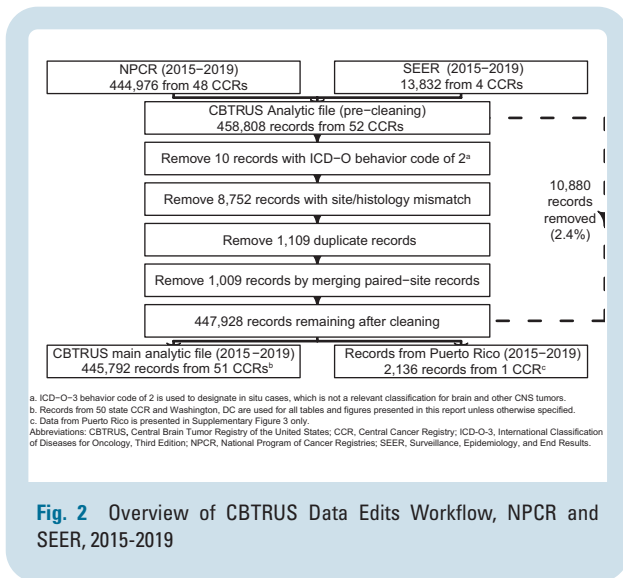 NPCR (2015−2019)
444,976 from 48 CCRs
SEER (2015−2019)
13,832 from 4 CCRs
CBTRUS Analytic file (pre−cleaning)
458,808 records from 52 CCRs
Remove 10 records with ICD−O behavior code of 2ᵃ
Remove 8,752 records with site/histology mismatch
Remove 1,109 duplicate records
Remove 1,009 records by merging paired−site records
10,880
records
removed
(2.4%)
447,928 records remaining after cleaning
CBTRUS main analytic file (2015−2019)
445,792 records from 51 CCRsᵇ
Records from Puerto Rico (2015−2019)
2,136 records from 1 CCRᶜ
a. ICD−O−3 behavior code of 2 is used to designate in situ cases, which is not a relevant classification for brain and other CNS tumors.
b. Records from 50 state CCR and Washington, DC are used for all tables and figures presented in this report unless otherwise specified.
c. Data from Puerto Rico is presented in Supplementary Figure 3 only.
Abbreviations: CBTRUS, Central Brain Tumor Registry of the United States; CCR, Central Cancer Registry; ICD-O-3, International Classification
of Diseases for Oncology, Third Edition; NPCR, National Program of Cancer Registries; SEER, Surveillance, Epidemiology, and End Results.
Fig. 2 Overview of CBTRUS Data Edits Workflow, NPCR and
SEER, 2015-2019